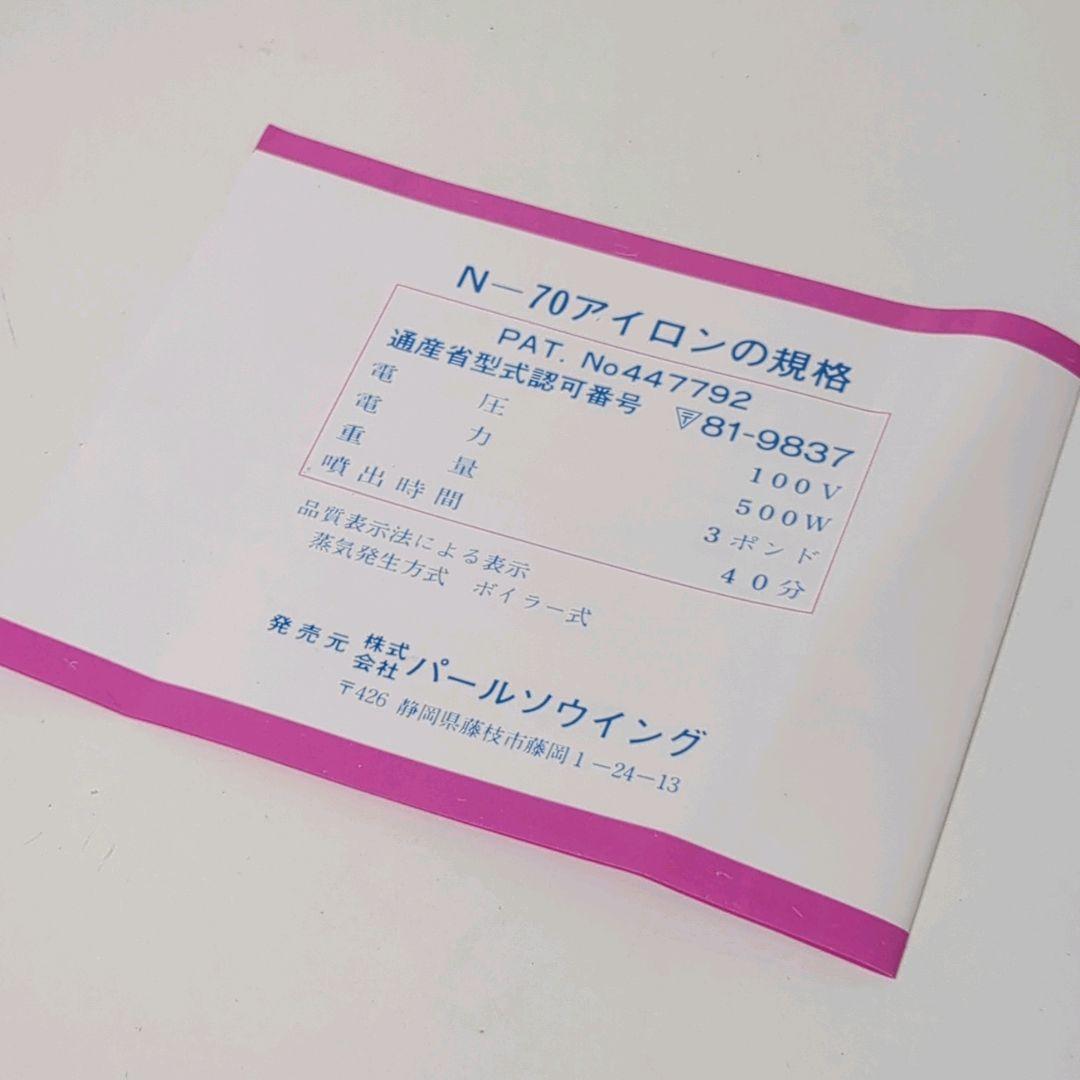 N－70アイロンの規格
PAT. No447792
通産省型式認可番号 〒81-9837
電圧 100V
電力 500W
重量 3ポンド
噴出時間 40分
品質表示法による表示
蒸気発生方式 ボイラー式
発売元 株式会社 パールソウイング
〒426 静岡県藤枝市藤岡1－24－13